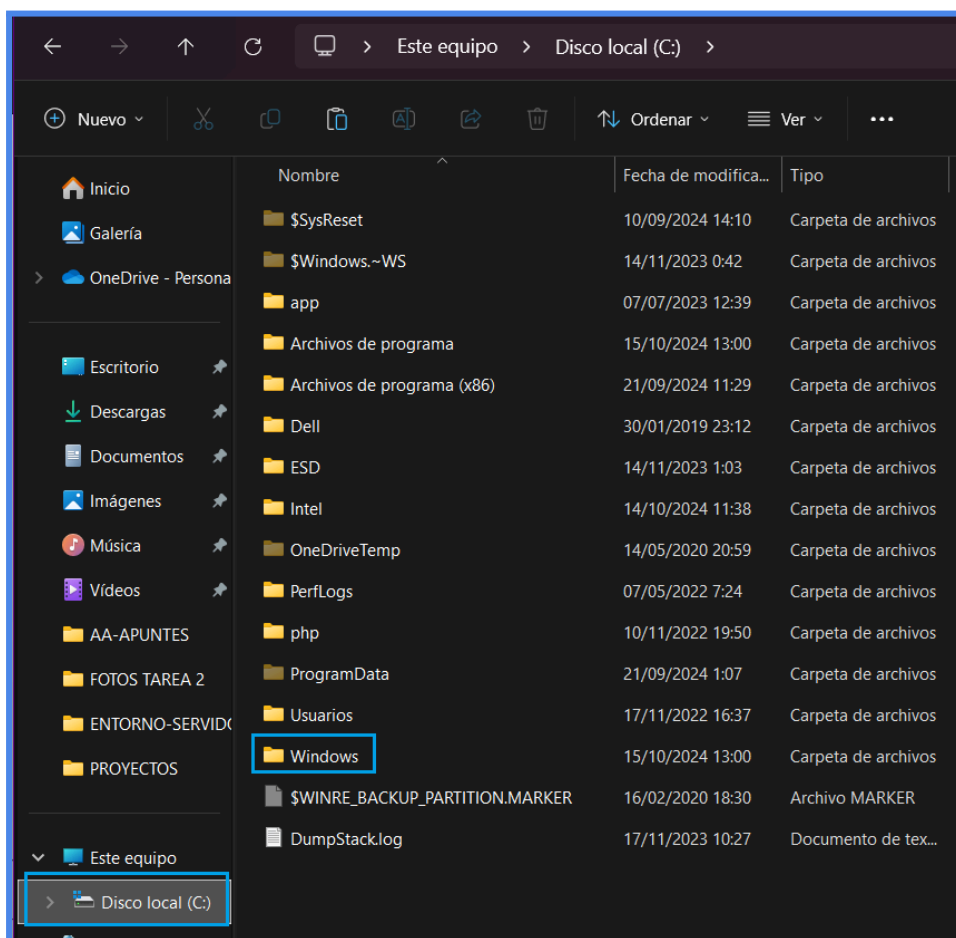 Este equipo > Disco local (C:) >
Nuevo Ordenar Ver ...
Nombre Fecha de modifica... Tipo
Inicio
Galería
OneDrive - Persona
Escritorio
Descargas
Documentos
Imágenes
Música
Vídeos
AA-APUNTES
FOTOS TAREA 2
ENTORNO-SERVID
PROYECTOS
Este equipo
Disco local (C:)
$SysReset 10/09/2024 14:10 Carpeta de archivos
$Windows.~WS 14/11/2023 0:42 Carpeta de archivos
app 07/07/2023 12:39 Carpeta de archivos
Archivos de programa 15/10/2024 13:00 Carpeta de archivos
Archivos de programa (x86) 21/09/2024 11:29 Carpeta de archivos
Dell 30/01/2019 23:12 Carpeta de archivos
ESD 14/11/2023 1:03 Carpeta de archivos
Intel 14/10/2024 11:38 Carpeta de archivos
OneDriveTemp 14/05/2020 20:59 Carpeta de archivos
PerfLogs 07/05/2022 7:24 Carpeta de archivos
php 10/11/2022 19:50 Carpeta de archivos
ProgramData 21/09/2024 1:07 Carpeta de archivos
Usuarios 17/11/2022 16:37 Carpeta de archivos
Windows 15/10/2024 13:00 Carpeta de archivos
$WINRE_BACKUP_PARTITION.MARKER 16/02/2020 18:30 Archivo MARKER
DumpStack.log 17/11/2023 10:27 Documento de tex...